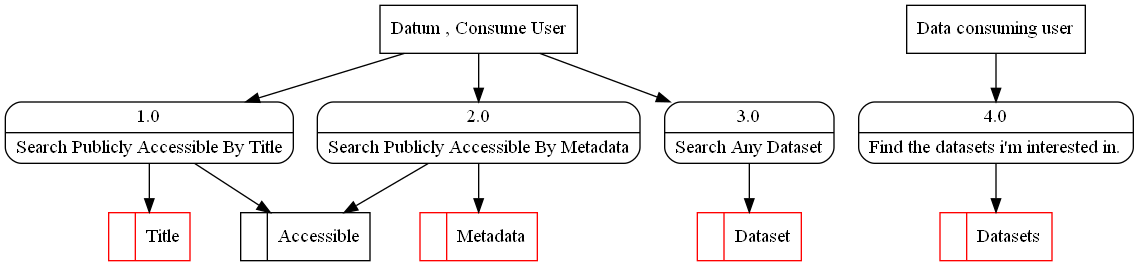 Datum , Consume User
Data consuming user
1.0
Search Publicly Accessible By Title
2.0
Search Publicly Accessible By Metadata
3.0
Search Any Dataset
4.0
Find the datasets i'm interested in.
Title
Accessible
Metadata
Dataset
Datasets